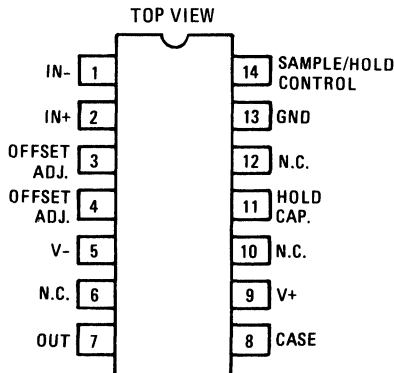 TOP VIEW
IN- 1
IN+ 2
OFFSET
ADJ. 3
OFFSET
ADJ. 4
V- 5
N.C. 6
OUT 7
14 SAMPLE/HOLD
CONTROL
13 GND
12 N.C.
11 HOLD
CAP.
10 N.C.
9 V+
8 CASE